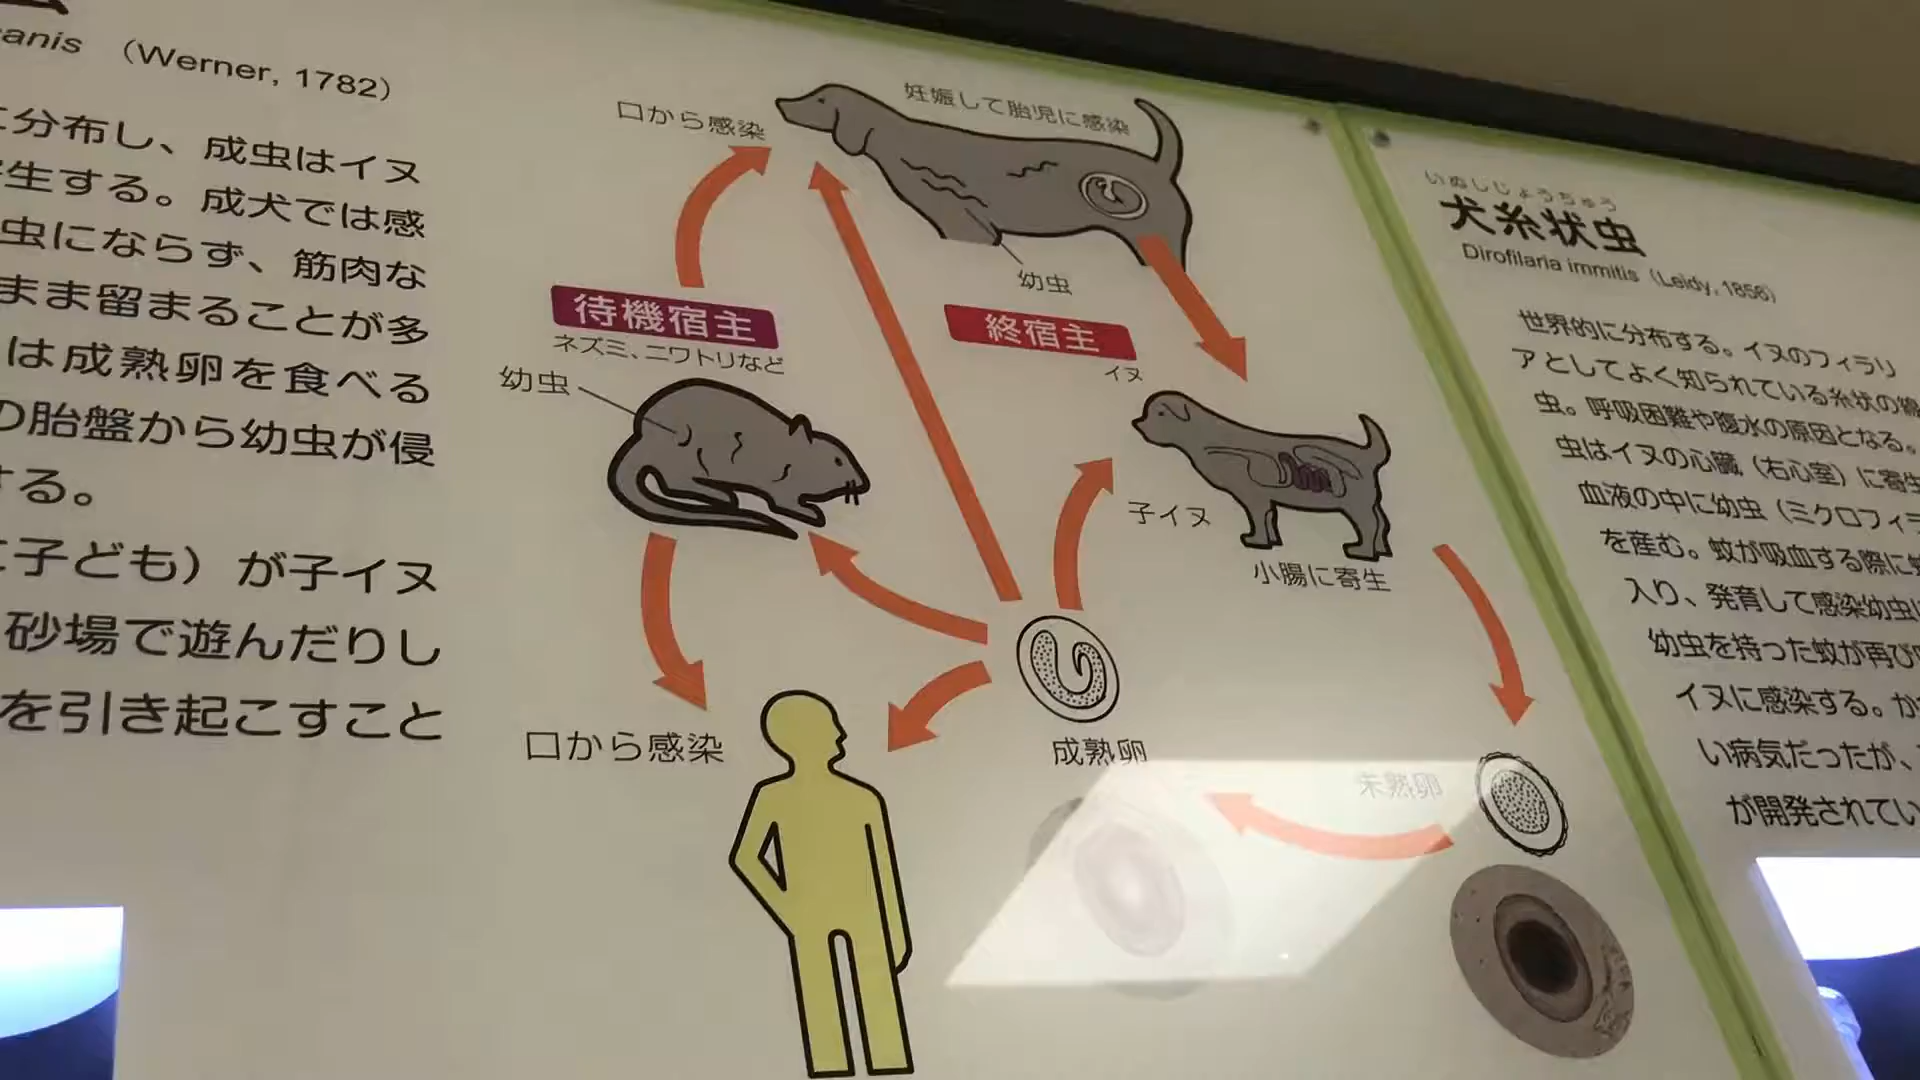 anis (Werner, 1782)
に分布し、成虫はイヌ
生する。成犬では感
虫にならず、筋肉な
まま留まることが多
は成熟卵を食べる
の胎盤から幼虫が侵
する。
に子ども）が子イヌ
砂場で遊んだりし
を引き起こすこと
口から感染
妊娠して胎児に感染
幼虫
待機宿主
ネズミ、ニワトリなど
幼虫
終宿主
イヌ
子イヌ
小腸に寄生
口から感染
成熟卵
未熟卵
いぬしじょうちゅう
犬糸状虫
Dirofilaria immitis (Leidy, 1856)
世界的に分布する。イヌのフィラリ
アとしてよく知られている糸状の線
虫。呼吸困難や腹水の原因となる。
虫はイヌの心臓（右心室）に寄生
血液の中に幼虫（ミクロフィラ
を産む。蚊が吸血する際に
入り、発育して感染幼虫
幼虫を持った蚊が再び
イヌに感染する。か
い病気だったが、
が開発されてい